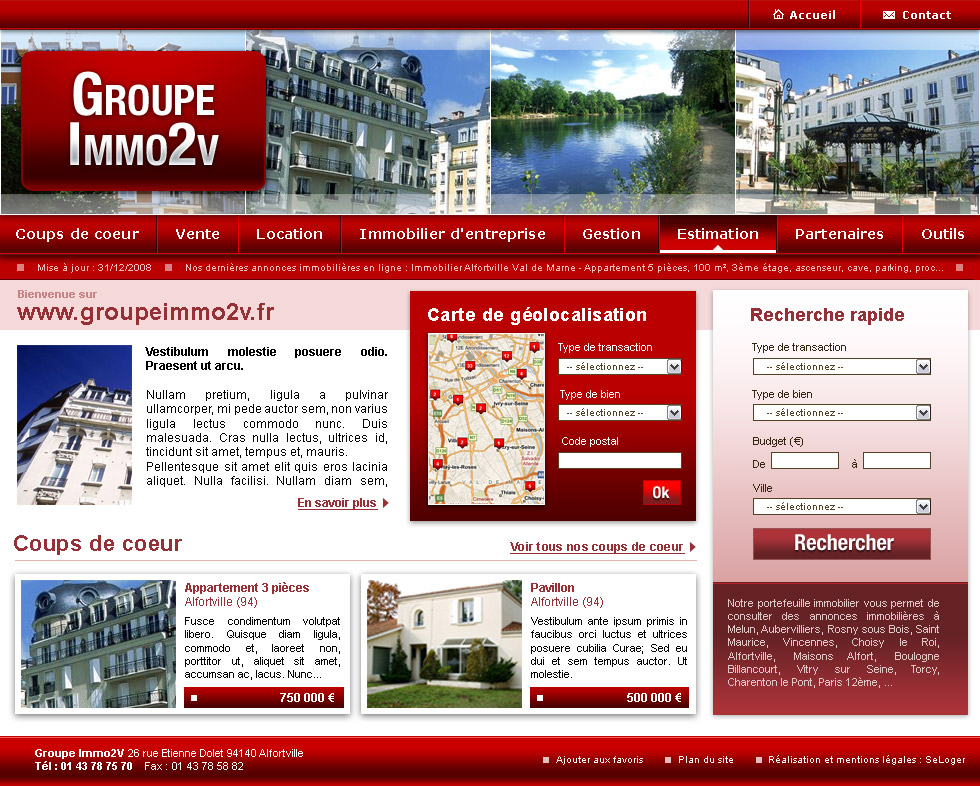 Accueil
Contact
GROUPE
IMMO2V
Coups de coeur
Vente
Location
Immobilier d'entreprise
Gestion
Estimation
Partenaires
Outils
Mise à jour : 31/12/2008
Nos dernières annonces immobilières en ligne : Immobilier Alfortville Val de Marne - Appartement 5 pièces, 100 m², 3ème étage, ascenseur, cave, parking, proc...
Bienvenue sur
www.groupeimmo2v.fr
Vestibulum molestie posuere odio.
Praesent ut arcu.
Nullam pretium, ligula a pulvinar
ullamcorper, mi pede auctor sem, non varius
ligula lectus commodo nunc. Duis
malesuada. Cras nulla lectus, ultrices id,
tincidunt sit amet, tempus et, mauris.
Pellentesque sit amet elit quis eros lacinia
aliquet. Nulla facilisi. Nullam diam sem,
En savoir plus
Carte de géolocalisation
Type de transaction
-- sélectionnez --
Type de bien
-- sélectionnez --
Code postal
Ok
Recherche rapide
Type de transaction
-- sélectionnez --
Type de bien
-- sélectionnez --
Budget (€)
De
à
Ville
-- sélectionnez --
Rechercher
Notre portefeuille immobilier vous permet de
consulter des annonces immobilières à
Melun, Aubervilliers, Rosny sous Bois, Saint
Maurice, Vincennes, Choisy le Roi,
Alfortville, Maisons Alfort, Boulogne
Billancourt, Vitry sur Seine, Torcy,
Charenton le Pont, Paris 12ème, ...
Coups de coeur
Voir tous nos coups de coeur
Appartement 3 pièces
Alfortville (94)
Fusce condimentum volutpat
libero. Quisque diam ligula,
commodo et, laoreet non,
porttitor ut, aliquet sit amet,
accumsan ac, lacus. Nunc...
750 000 €
Pavillon
Alfortville (94)
Vestibulum ante ipsum primis in
faucibus orci luctus et ultrices
posuere cubilia Curae; Sed eu
dui et sem tempus auctor. Ut
molestie.
500 000 €
Groupe Immo2V 26 rue Etienne Dolet 94140 Alfortville
Tél : 01 43 78 75 70 Fax : 01 43 78 58 82
Ajouter aux favoris
Plan du site
Réalisation et mentions légales : SeLoger